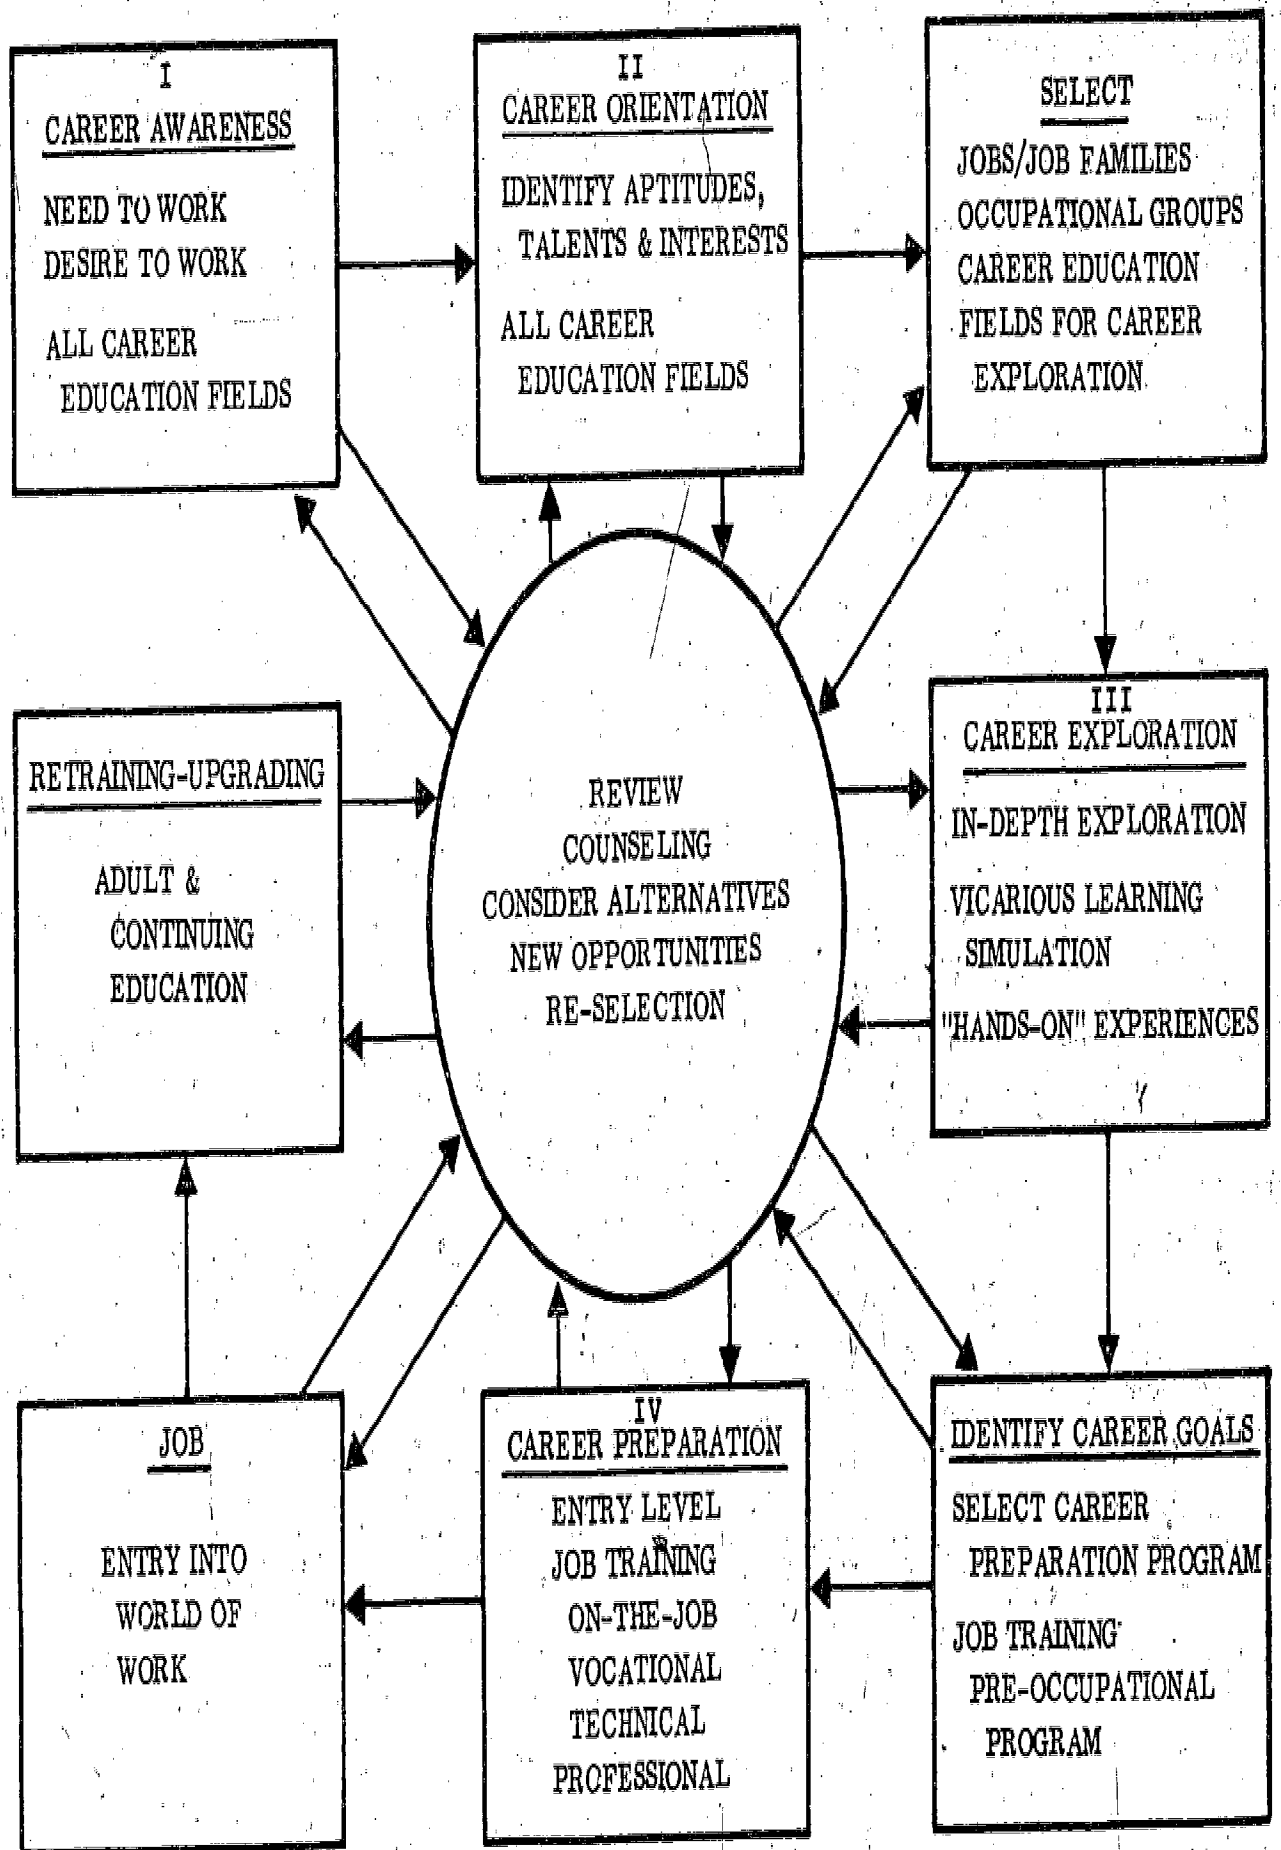 I
CAREER AWARENESS
NEED TO WORK
DESIRE TO WORK
ALL CAREER
EDUCATION FIELDS
II
CAREER ORIENTATION
IDENTIFY APTITUDES,
TALENTS & INTERESTS
ALL CAREER
EDUCATION FIELDS
SELECT
JOBS/JOB FAMILIES
OCCUPATIONAL GROUPS
CAREER EDUCATION
FIELDS FOR CAREER
EXPLORATION
RETRAINING-UPGRADING
ADULT &
CONTINUING
EDUCATION
REVIEW
COUNSELING
CONSIDER ALTERNATIVES
NEW OPPORTUNITIES
RE-SELECTION
III
CAREER EXPLORATION
IN-DEPTH EXPLORATION
VICARIOUS LEARNING
SIMULATION
"HANDS-ON" EXPERIENCES
JOB
ENTRY INTO
WORLD OF
WORK
IV
CAREER PREPARATION
ENTRY LEVEL
JOB TRAINING
ON-THE-JOB
VOCATIONAL
TECHNICAL
PROFESSIONAL
IDENTIFY CAREER GOALS
SELECT CAREER
PREPARATION PROGRAM
JOB TRAINING
PRE-OCCUPATIONAL
PROGRAM